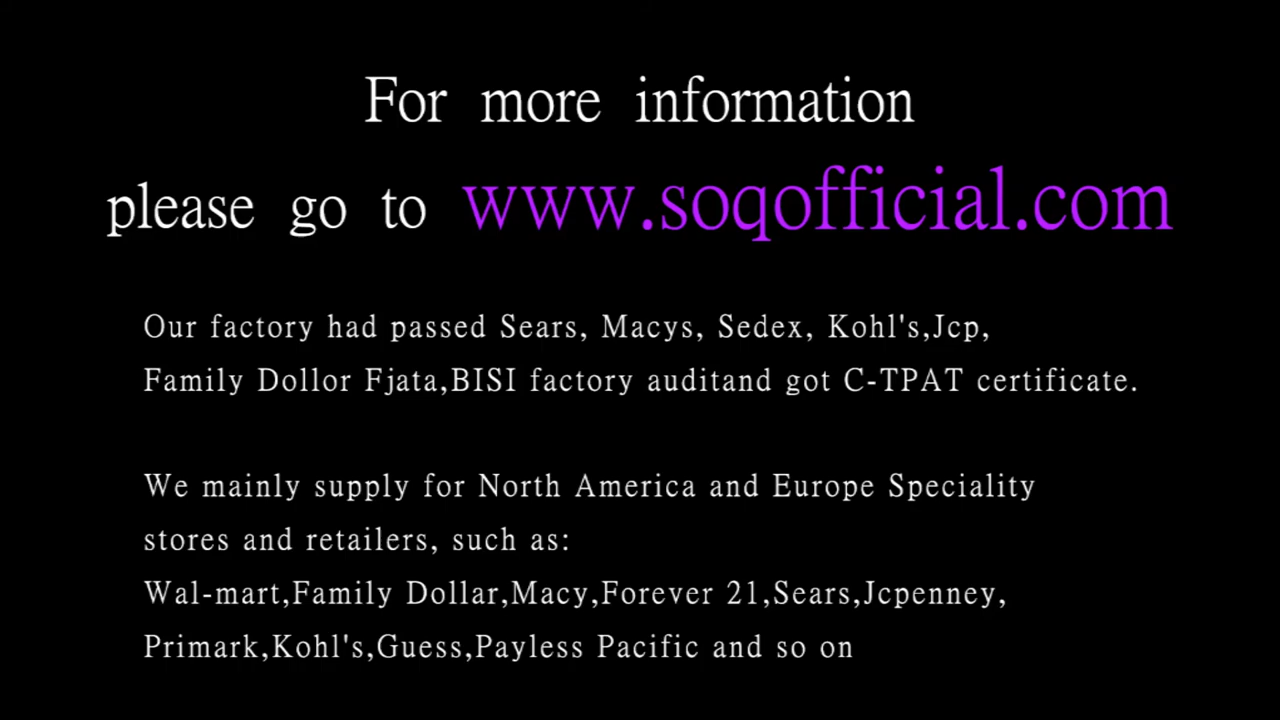 For more information
please go to www.soqofficial.com
Our factory had passed Sears, Macys, Sedex, Kohl's,Jcp,
Family Dollor Fjata,BISI factory auditand got C-TPAT certificate.
We mainly supply for North America and Europe Speciality
stores and retailers, such as:
Wal-mart,Family Dollar,Macy,Forever 21,Sears,Jcpenney,
Primark,Kohl's,Guess,Payless Pacific and so on